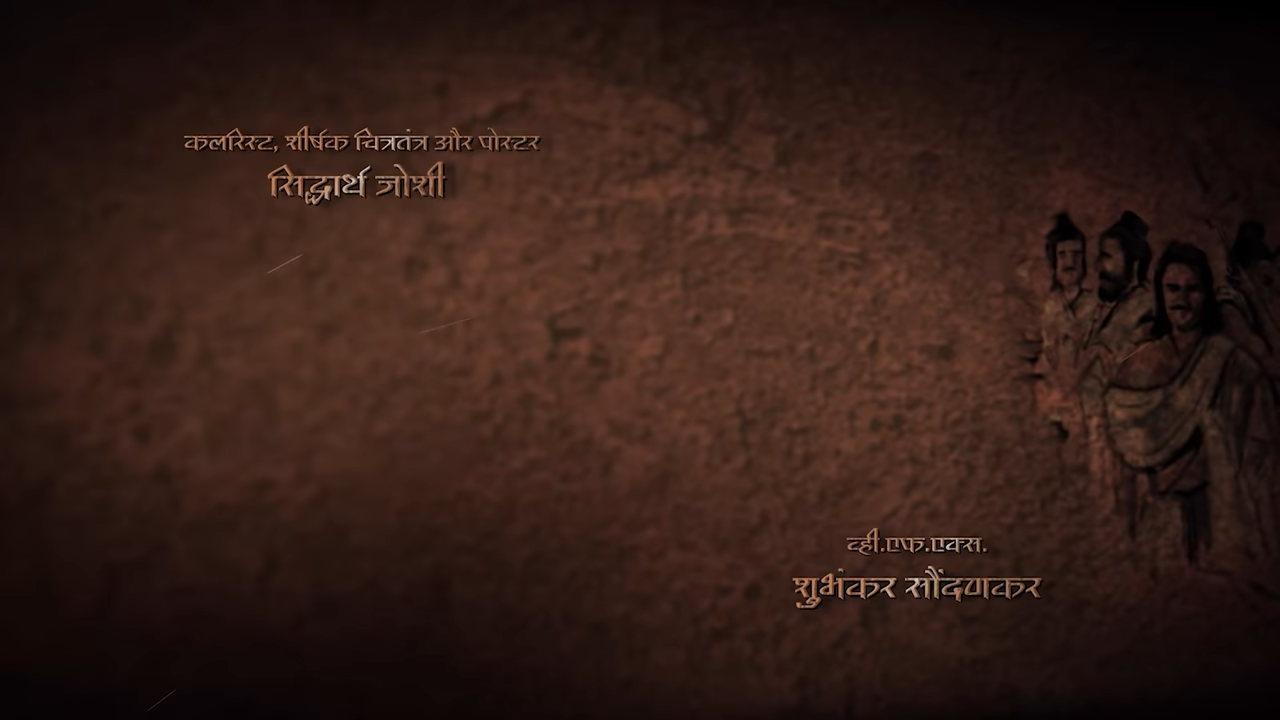 कलरिस्ट, शीर्षक चित्रतंत्र और पोस्टर
सिद्धार्थ जोशी
व्ही.एफ.एक्स.
शुभंकर सौंदणकर